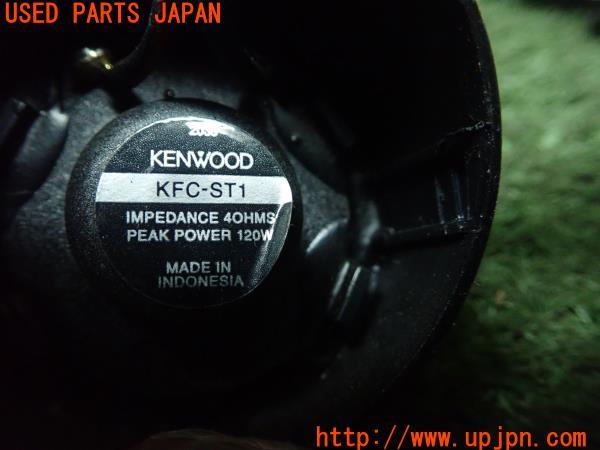 USED PARTS JAPAN
KENWOOD
KFC-ST1
IMPEDANCE 4OHMS
PEAK POWER 120W
MADE IN
INDONESIA
http://www.upjpn.com/